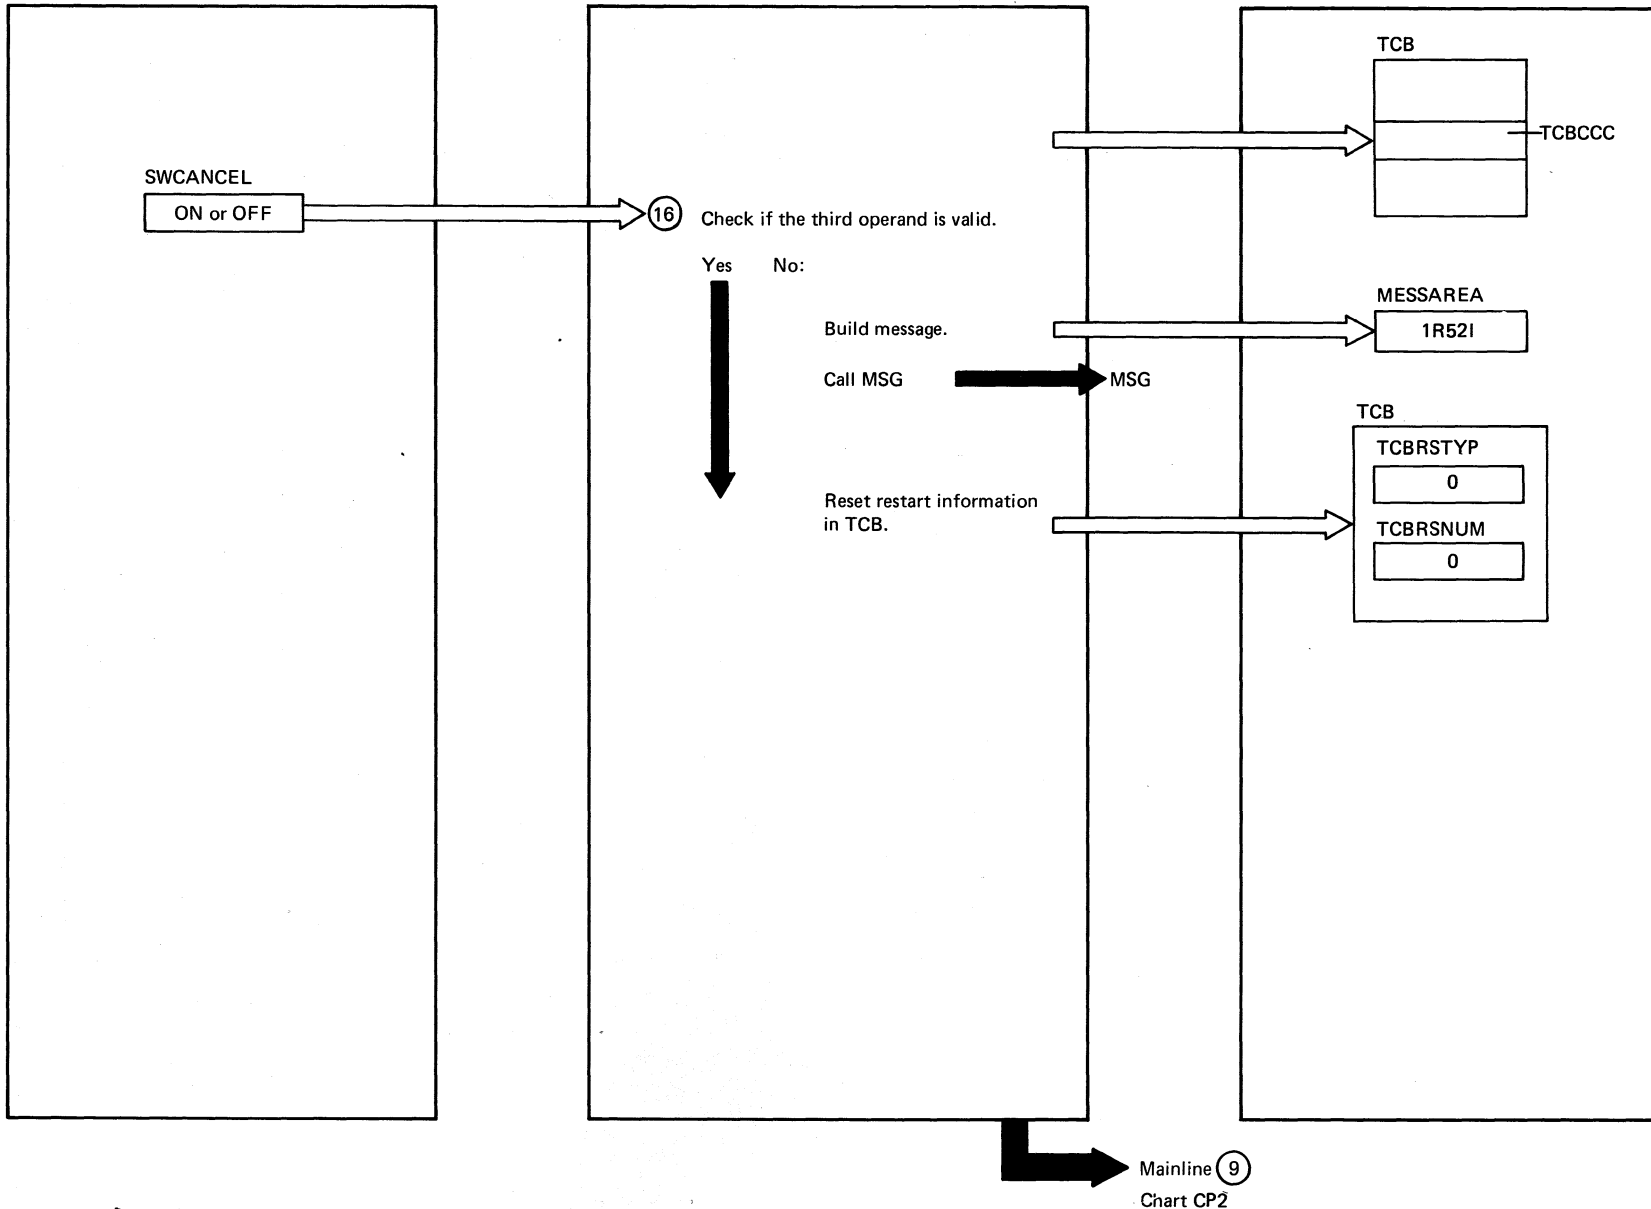 TCB
TCBCCC
SWCANCEL
ON or OFF
16 Check if the third operand is valid.
Yes No:
MESSAREA
Build message.
1R52I
Call MSG
MSG
TCB
TCBRSTYP
0
Reset restart information
in TCB.
TCBRSNUM
0
Mainline 9
Chart CP2